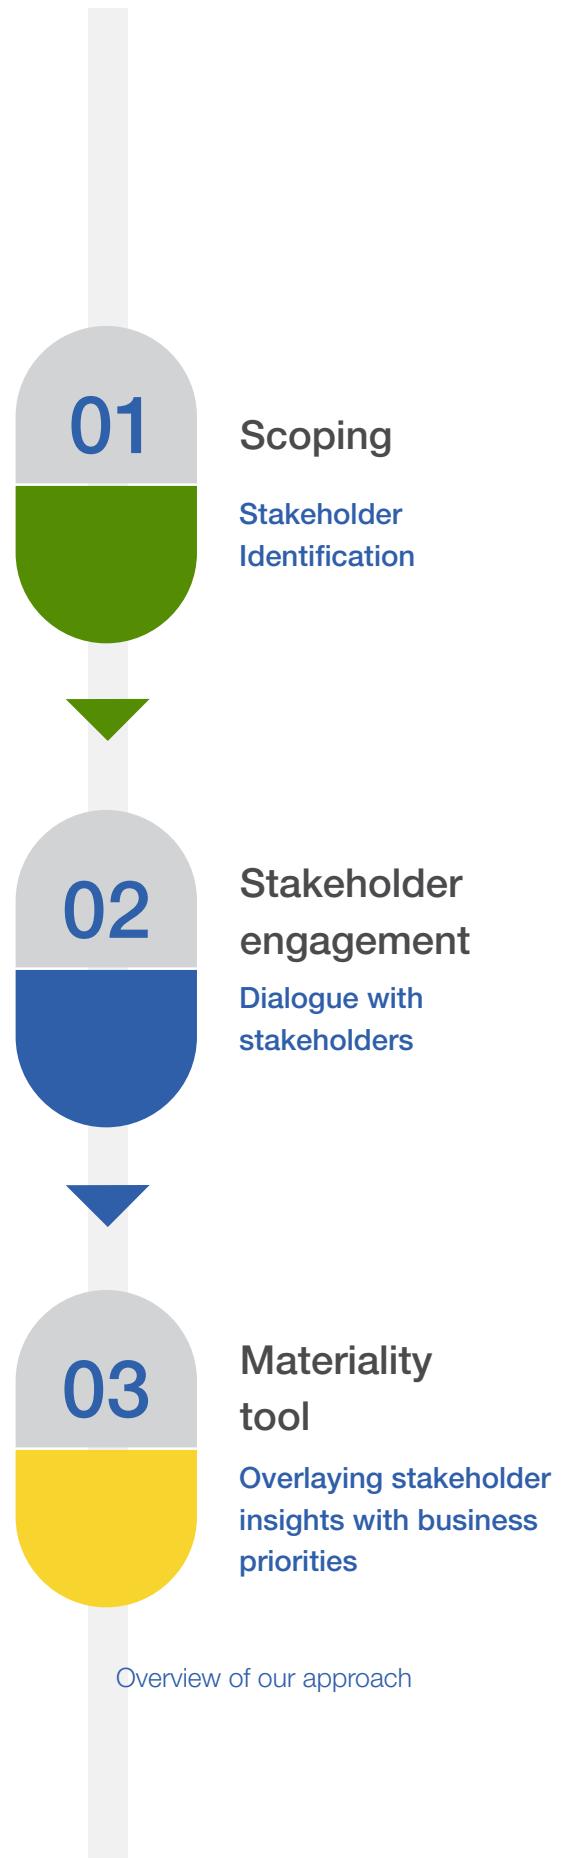 01
Scoping
Stakeholder
Identification
02
Stakeholder
engagement
Dialogue with
stakeholders
03
Materiality
tool
Overlaying stakeholder
insights with business
priorities
Overview of our approach